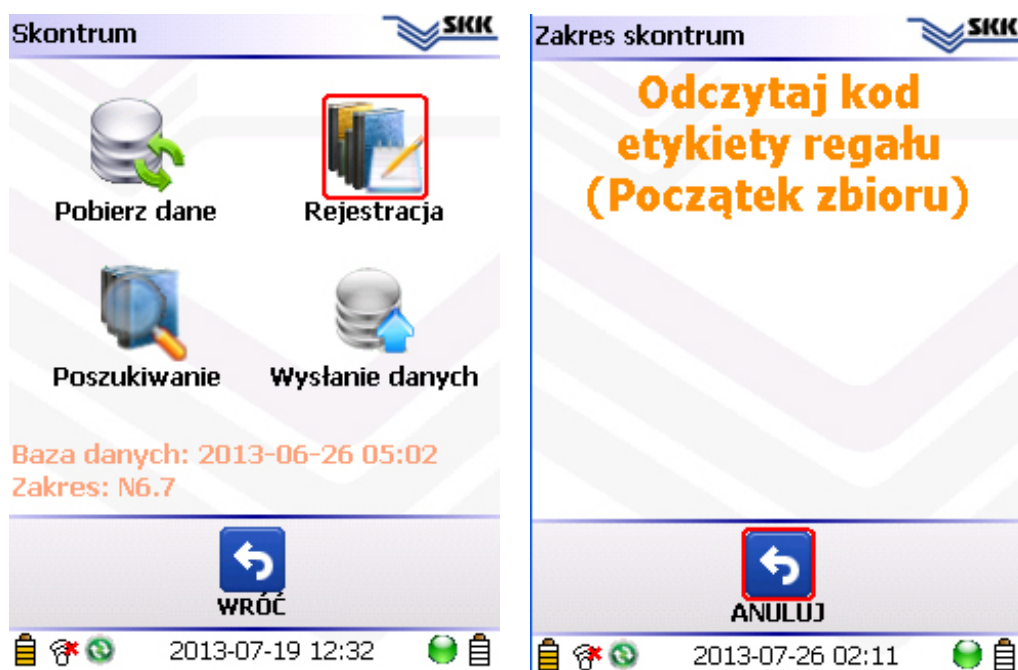 Skontrum
SKK
Pobierz dane
Rejestracja
Poszukiwanie
Wysłanie danych
Baza danych: 2013-06-26 05:02
Zakres: N6.7
WRÓĆ
2013-07-19 12:32
Zakres skontrum
SKK
Odczytaj kod
etykiety regału
(Początek zbioru)
ANULUJ
2013-07-26 02:11